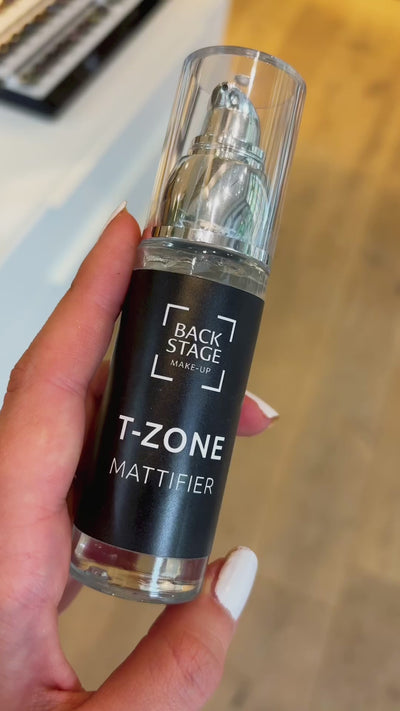 BACK
STAGE
MAKE-UP
T-ZONE
MATTIFIER